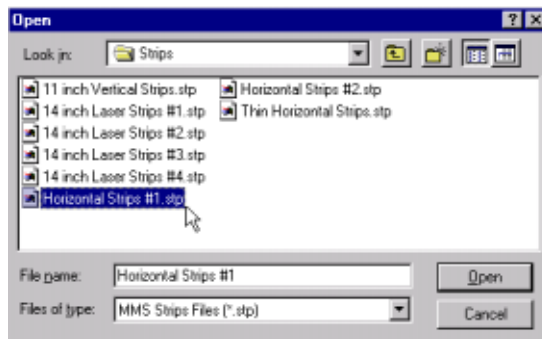 Open
Look in: Strips
11 inch Vertical Strips.stp
14 inch Laser Strips #1.stp
14 inch Laser Strips #2.stp
14 inch Laser Strips #3.stp
14 inch Laser Strips #4.stp
Horizontal Strips #1.stp
Horizontal Strips #2.stp
Thin Horizontal Strips.stp
File name: Horizontal Strips #1
Open
Files of type: MMS Strips Files (*.stp)
Cancel